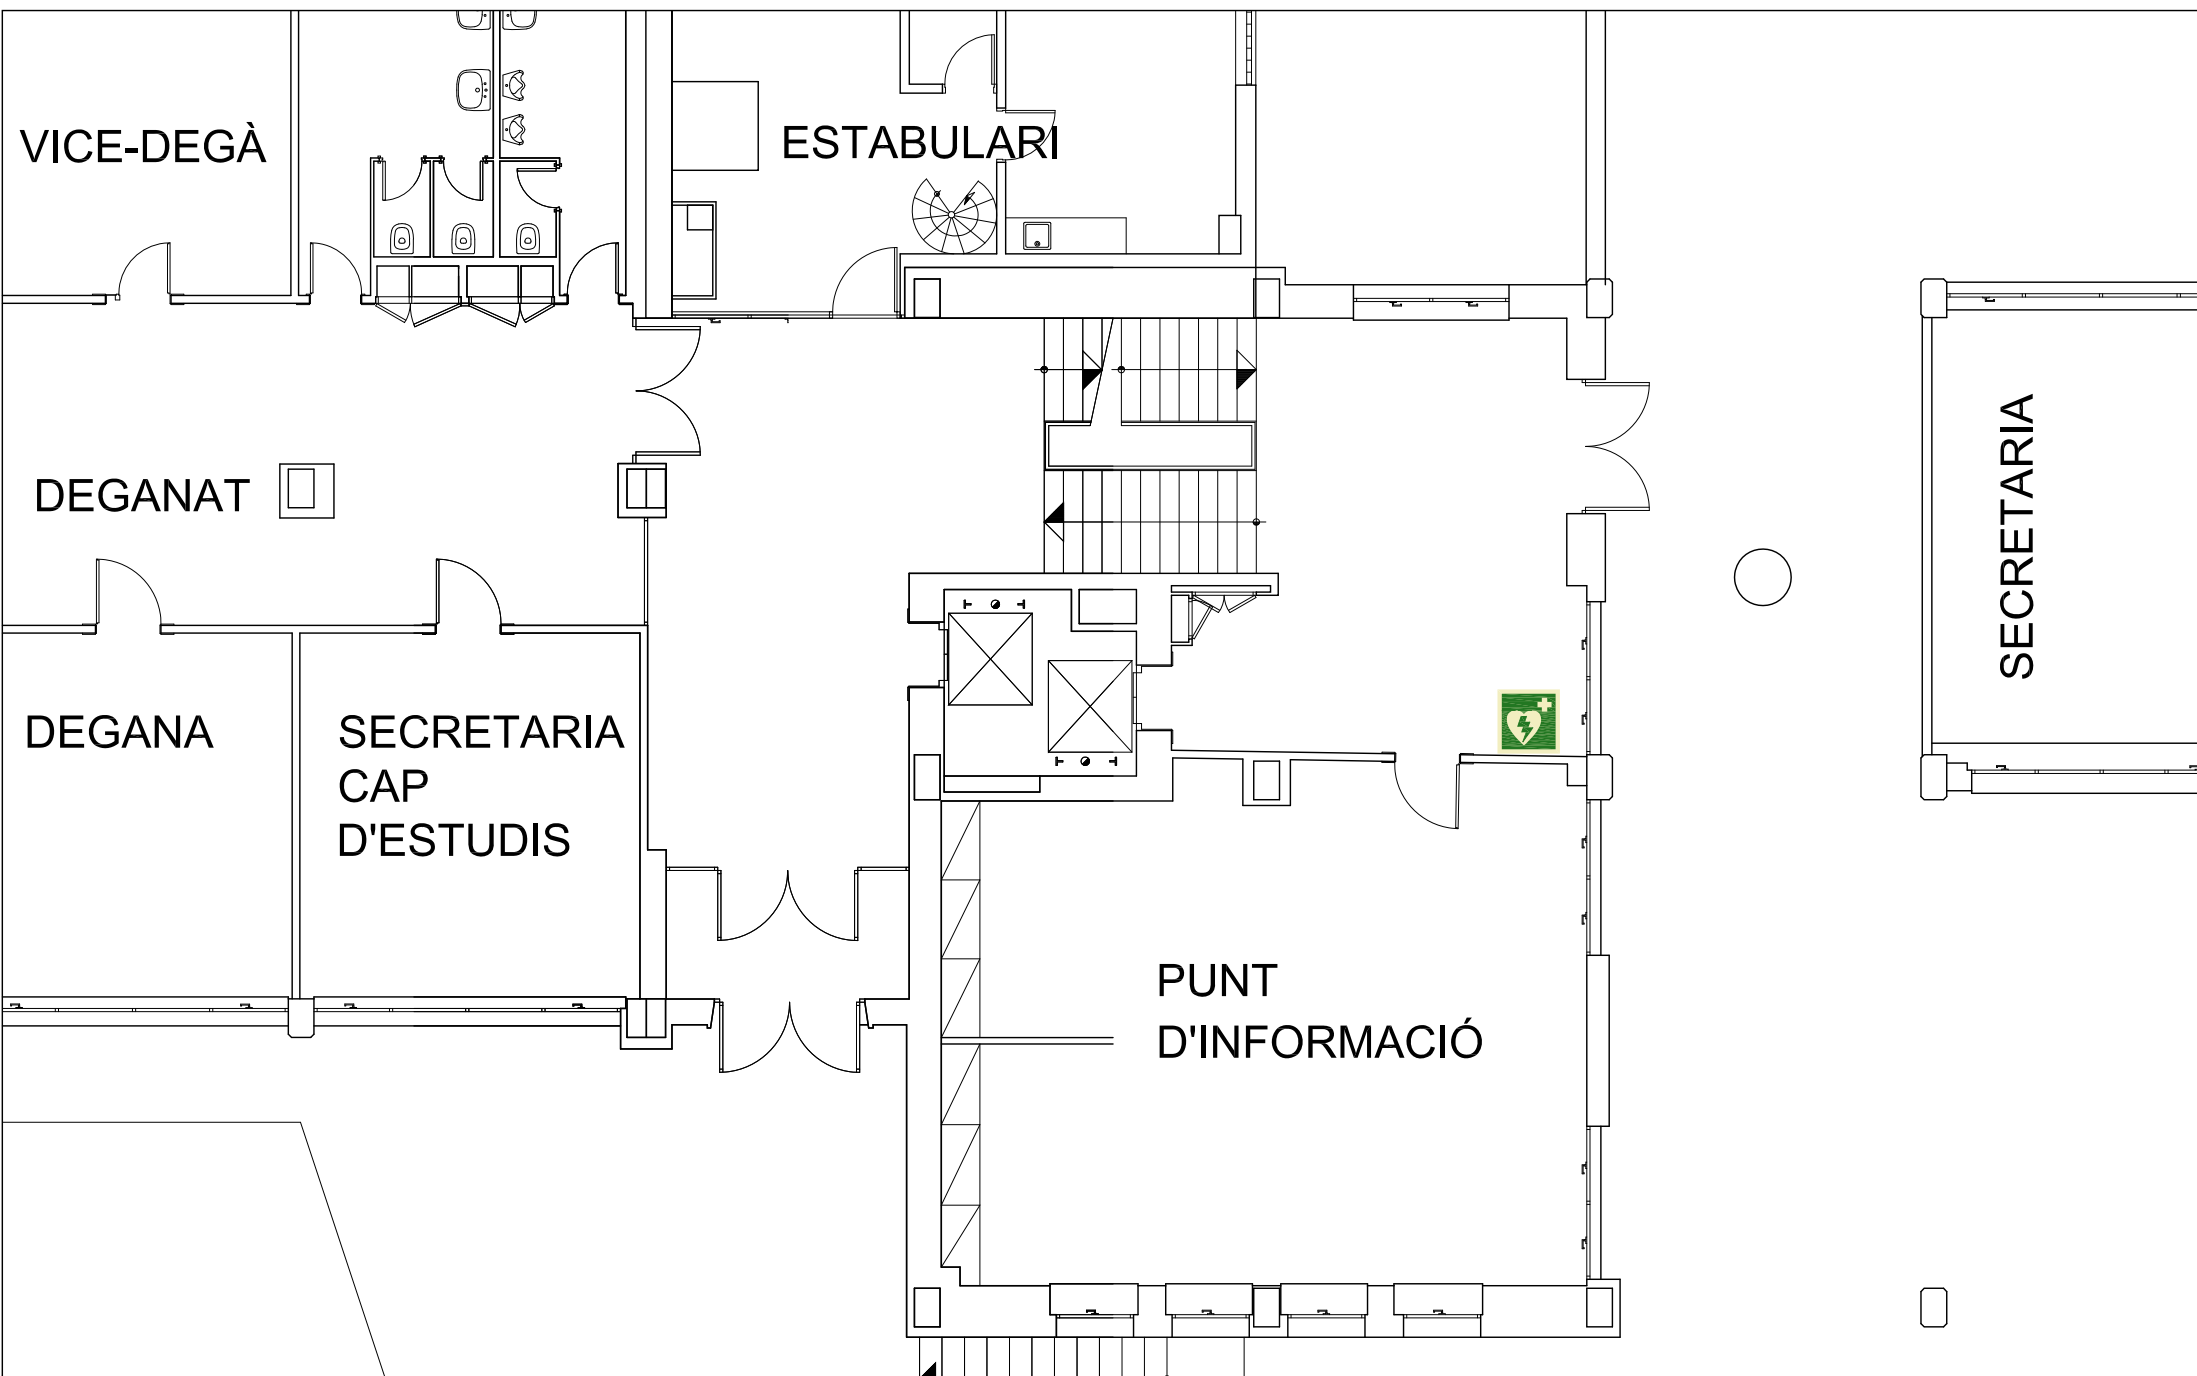 VICE-DEGÀ
ESTABULARI
DEGANAT
SECRETARIA
DEGANA
SECRETARIA
CAP
D'ESTUDIS
PUNT
D'INFORMACIÓ